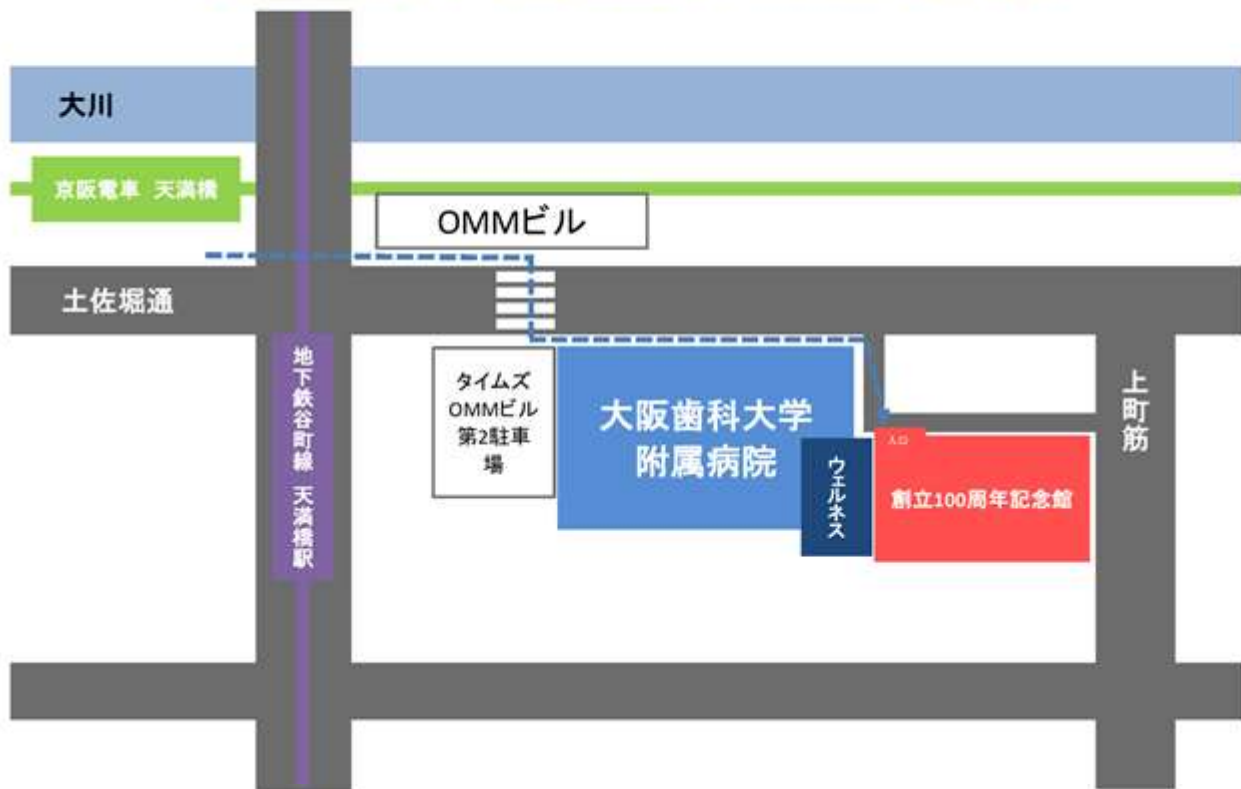 大川
京阪電車 天満橋
OMMビル
土佐堀通
地下鉄谷町線 天満橋駅
タイムズ
OMMビル
第2駐車
場
大阪歯科大学
附属病院
ウェルネス
入口
創立100周年記念館
上町筋